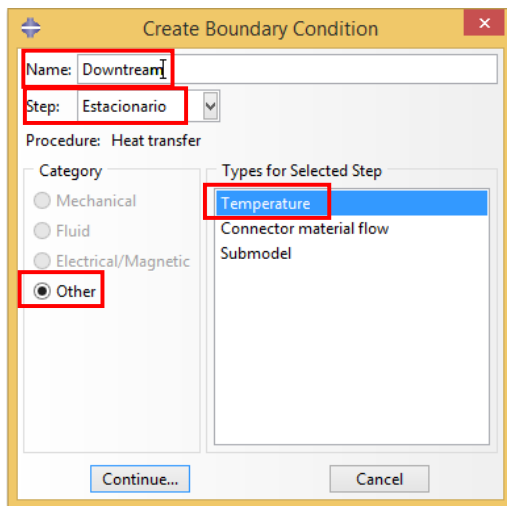 Create Boundary Condition
Name: Downtream
Step: Estacionario
Procedure: Heat transfer
Category
Mechanical
Fluid
Electrical/Magnetic
Other
Types for Selected Step
Temperature
Connector material flow
Submodel
Continue... Cancel